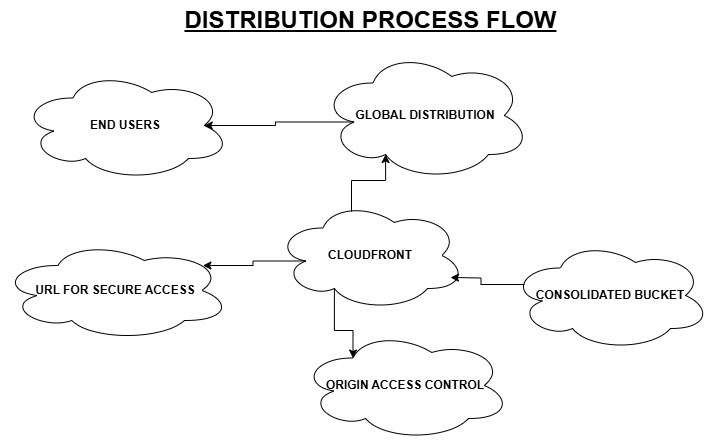 DISTRIBUTION PROCESS FLOW
GLOBAL DISTRIBUTION
END USERS
CLOUDFRONT
URL FOR SECURE ACCESS
CONSOLIDATED BUCKET
ORIGIN ACCESS CONTROL